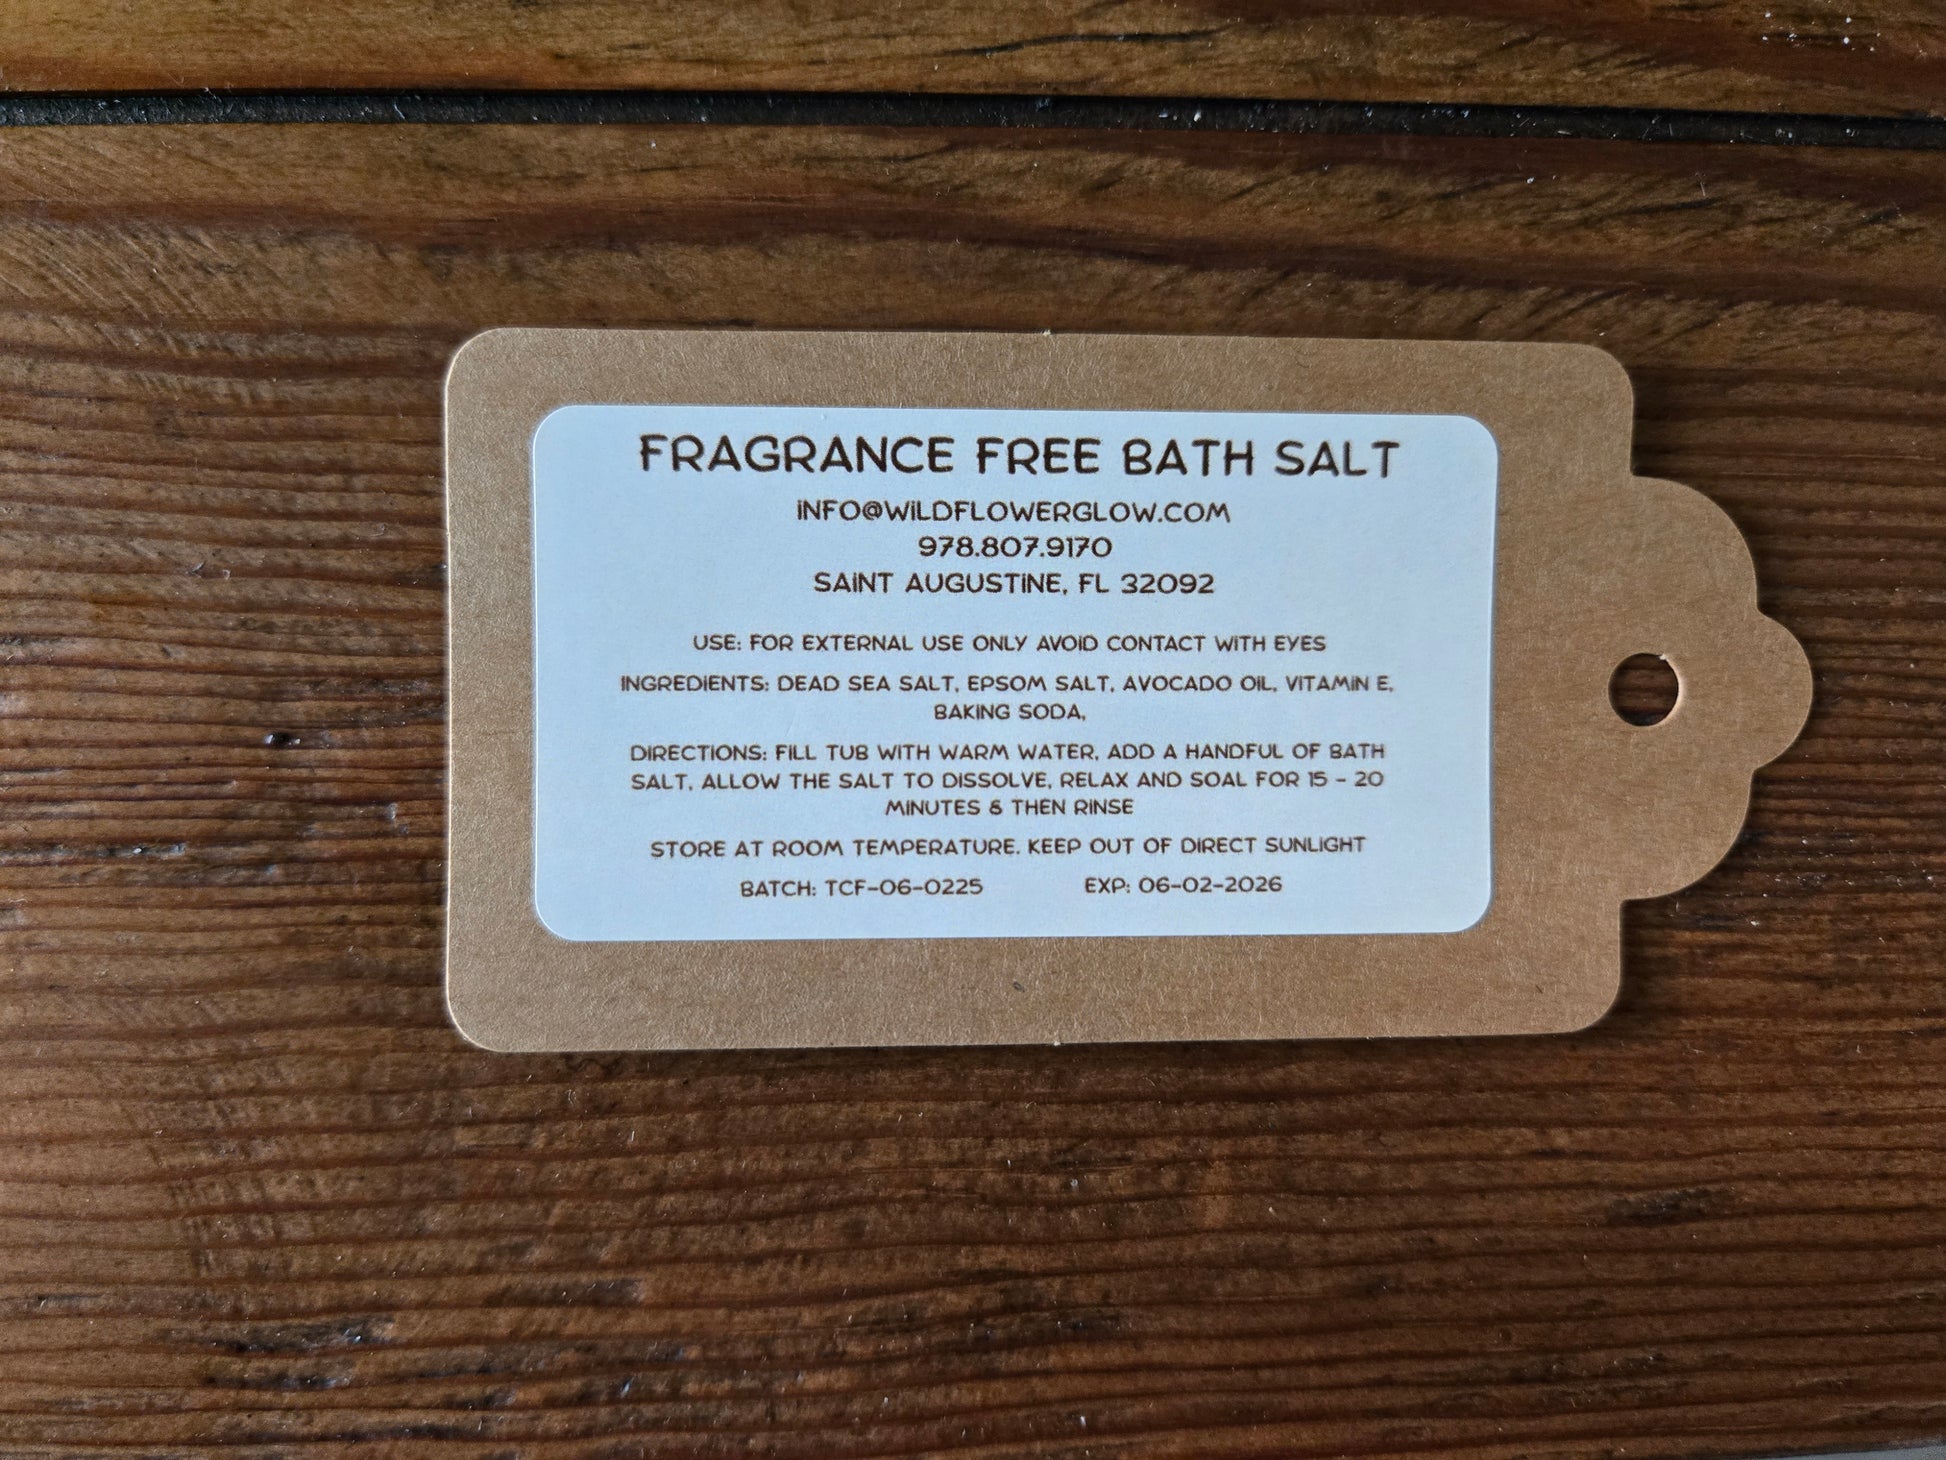 FRAGRANCE FREE BATH SALT
INFO@WILDFLOWERGLOW.COM
978.807.9170
SAINT AUGUSTINE, FL 32092
USE: FOR EXTERNAL USE ONLY AVOID CONTACT WITH EYES
INGREDIENTS: DEAD SEA SALT, EPSOM SALT, AVOCADO OIL, VITAMIN E,
BAKING SODA,
DIRECTIONS: FILL TUB WITH WARM WATER, ADD A HANDFUL OF BATH
SALT, ALLOW THE SALT TO DISSOLVE, RELAX AND SOAL FOR 15 - 20
MINUTES & THEN RINSE
STORE AT ROOM TEMPERATURE. KEEP OUT OF DIRECT SUNLIGHT
BATCH: TCF-06-0225 EXP: 06-02-2026